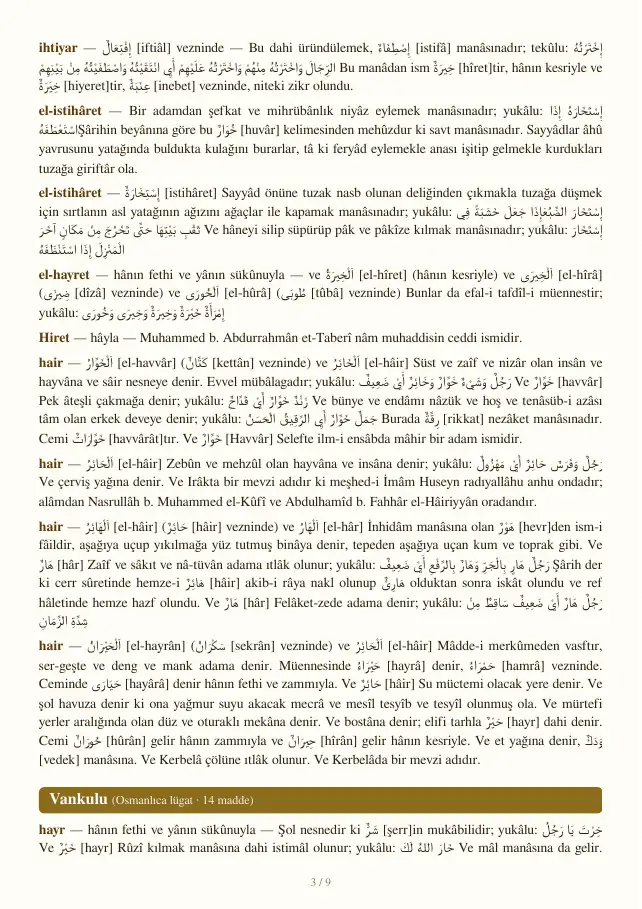 ihtiyar — إِفْتِعَالٌ [iftiâl] vezninde — Bu dahi üründülemek, إِصْطِفَاءٌ [istifâ] manâsınadır; tekûlu: إِخْتَرْتُهُ
الرِّجَالَ وَاخْتَرْتُهُ مِنْهُمْ وَاخْتَرْتُهُ عَلَيْهِمْ أَيِ انْتَقَيْتُهُ وَاصْطَفَيْتُهُ مِنْ بَيْنِهِمْ Bu manâdan ism خِيَرَةٌ [hîret]tir, hânın kesriyle ve
خِيَرَةٌ [hiyeret]tir, عِنَبَةٌ [inebet] vezninde, niteki zikr olundu.
el-istihâret — Bir adamdan şefkat ve mihrübânlik niyâz eylemek manâsınadır; yukâlu: إِسْتَخَارَهُ إِذَا
اسْتَعْطَفَهُŞârihin beyânına göre bu خُوَارٌ [huvâr] kelimesinden mehûzdur ki savt manâsınadır. Sayyâdlar âhû
yavrusunu yatağında buldukta kulağını burarlar, tâ ki feryâd eylemekle anası işitip gelmekle kurdukları
tuzağa giriftâr ola.
el-istihâret — إِسْتِخَارَةٌ [istihâret] Sayyâd önüne tuzak nasb olunan deliğinden çıkmakla tuzağa düşmek
için sırtlanın asl yatağının ağızını ağaçlar ile kapamak manâsınadır; yukâlu: إِسْتَخَارَ الضَّبُعَإِذَا جَعَلَ خَشَبَةً فِي
ثَقْبِ بَيْتِهَا حَتَّى تَخْرُجَ مِنْ مَكَانٍ آخَرَ Ve hâneyi silip süpürüp pâk ve pâkîze kılmak manâsınadır; yukâlu: إِسْتَخَارَ
الْمَنْزِلَ إِذَا اسْتَنْظَفَهُ
el-hayret — hânın fethi ve yânın sükûnuyla — ve اَلْخِيرَةُ [el-hîret] (hânın kesriyle) ve اَلْخِيرَى [el-hîrâ]
(ضِيزَى [dîzâ] vezninde) ve اَلْخُورَى [el-hûrâ] (طُوبَى [tûbâ] vezninde) Bunlar da efal-i tafdîl-i müennestir;
yukâlu: إِمْرَأَةٌ خَيْرَةٌ وَخِيرَةٌ وَخِيرَى وَخُورَى
Hiret — hâyla — Muhammed b. Abdurrahmân et-Taberî nâm muhaddisin ceddi ismidir.
hair — اَلْخَوَّارُ [el-havvâr] (كَتَّانٌ [kettân] vezninde) ve اَلْخَائِرُ [el-hâir] Süst ve zaîf ve nizâr olan insân ve
hayvâna ve sâir nesneye denir. Evvel mübâlagadır; yukâlu: رَجُلٌ وَشَيْءٌ خَوَّارٌ وَخَائِرٌ أَيْ ضَعِيفٌ Ve خَوَّارٌ [havvâr]
Pek âteşli çakmağa denir; yukâlu: زَنْدٌ خَوَّارٌ أَيْ قَدَّاحٌ Ve bünye ve endâmı nâzük ve hoş ve tenâsüb-i azâsı
tâm olan erkek deveye denir; yukâlu: جَمَلٌ خَوَّارٌ أَيِ الرَّقِيقُ الْحَسَنُ Burada رِقَّةٌ [rikkat] nezâket manâsınadır.
Cemi خَوَّارَاتٌ [havvârât]tır. Ve خَوَّارٌ [Havvâr] Selefte ilm-i ensâbda mâhir bir adam ismidir.
hair — اَلْحَائِرُ [el-hâir] Zebûn ve mehzûl olan hayvâna ve insâna denir; yukâlu: رَجُلٌ وَفَرَسٌ حَائِرٌ أَيْ مَهْزُولٌ
Ve çerviş yağına denir. Ve Irâkta bir mevzi adıdır ki meşhed-i İmâm Huseyn radıyallâhu anhu ondadır;
alâmdan Nasrullâh b. Muhammed el-Kûfî ve Abdulhamîd b. Fahhâr el-Hâiriyyân oradandır.
hair — اَلْهَائِرُ [el-hâir] (حَائِرٌ [hâir] vezninde) ve اَلْهَارُ [el-hâr] İnhidâm manâsına olan هَوْرٌ [hevr]den ism-i
fâildir, aşağıya uçup yıkılmağa yüz tutmuş binâya denir, tepeden aşağıya uçan kum ve toprak gibi. Ve
هَارٌ [hâr] Zaîf ve sâkıt ve nâ-tüvân adama ıtlâk olunur; yukâlu: رَجُلٌ هَارٍ بِالْجَرِّ وَهَارٌ بِالرَّفْعِ أَيْ ضَعِيفٌ Şârih der
ki cerr sûretinde hemze-i هَائِرٌ [hâir] akib-i râya nakl olunup هَارِئٌ olduktan sonra iskât olundu ve ref
hâletinde hemze hazf olundu. Ve هَارٌ [hâr] Felâket-zede adama denir; yukâlu: رَجُلٌ هَارٌ أَيْ ضَعِيفٌ سَاقِطٌ مِنْ
شِدَّةِ الزَّمَانِ
hair — اَلْحَيْرَانُ [el-hayrân] (سَكْرَانُ [sekrân] vezninde) ve اَلْحَائِرُ [el-hâir] Mâdde-i merkûmeden vasftır,
ser-geşte ve deng ve mank adama denir. Müennesinde حَيْرَاءُ [hayrâ] denir, حَمْرَاءُ [hamrâ] vezninde.
Ceminde حَيَارَى [hayârâ] denir hânın fethi ve zammıyla. Ve حَائِرٌ [hâir] Su müctemi olacak yere denir. Ve
şol havuza denir ki ona yağmur suyu akacak mecrâ ve mesîl tesyîb ve tesyîl olunmuş ola. Ve mürtefi
yerler aralığında olan düz ve oturaklı mekâna denir. Ve bostâna denir; elifi tarhla حَيْرٌ [hayr] dahi denir.
Cemi حُورَانٌ [hûrân] gelir hânın zammıyla ve حِيرَانٌ [hîrân] gelir hânın kesriyle. Ve et yağına denir, وَدَكٌ
[vedek] manâsına. Ve Kerbelâ çölüne ıtlâk olunur. Ve Kerbelâda bir mevzi adıdır.
Vankulu (Osmanlıca lügat · 14 madde)
hayr — hânın fethi ve yânın sükûnuyla — Şol nesnedir ki شَرٌّ [şerr]in mukâbilidir; yukâlu: خِرْتَ يَا رَجُلُ
Ve خَيْرٌ [hayr] Rûzî kılmak manâsına dahi istimâl olunur; yukâlu: خَارَ اللهُ لَكَ Ve mâl manâsına da gelir.
3 / 9